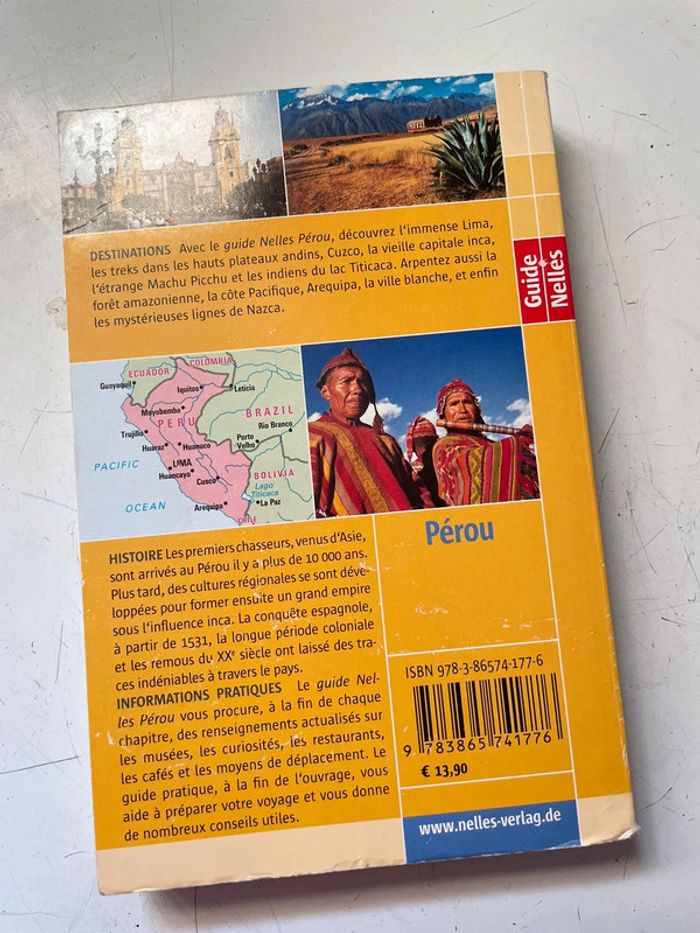 DESTINATIONS Avec le guide Nelles Pérou, découvrez l'immense Lima,
les treks dans les hauts plateaux andins, Cuzco, la vieille capitale inca,
l'étrange Machu Picchu et les indiens du lac Titicaca. Arpentez aussi la
forêt amazonienne, la côte Pacifique, Arequipa, la ville blanche, et enfin
les mystérieuses lignes de Nazca.
Guide
Nelles
ECUADOR
COLOMBIA
Guayaquil
Iquitos
Leticia
Moyobamba
PERU
BRAZIL
Trujillo
Rio Branco
Huaraz
Huanuco
Porto
Velho
PACIFIC
LIMA
Huancayo
Cusco
BOLIVIA
Lago
Titicaca
OCEAN
La Paz
Arequipa
CHILE
Pérou
HISTOIRE Les premiers chasseurs, venus d'Asie,
sont arrivés au Pérou il y a plus de 10 000 ans.
Plus tard, des cultures régionales se sont déve-
loppées pour former ensuite un grand empire
sous l'influence inca. La conquête espagnole,
à partir de 1531, la longue période coloniale
et les remous du XXe siècle ont laissé des tra-
ces indéniables à travers le pays.
INFORMATIONS PRATIQUES Le guide Nel-
les Pérou vous procure, à la fin de chaque
chapitre, des renseignements actualisés sur
les musées, les curiosités, les restaurants,
les cafés et les moyens de déplacement. Le
guide pratique, à la fin de l'ouvrage, vous
aide à préparer votre voyage et vous donne
de nombreux conseils utiles.
ISBN 978-3-86574-177-6
9 783865 741776
€ 13,90
www.nelles-verlag.de